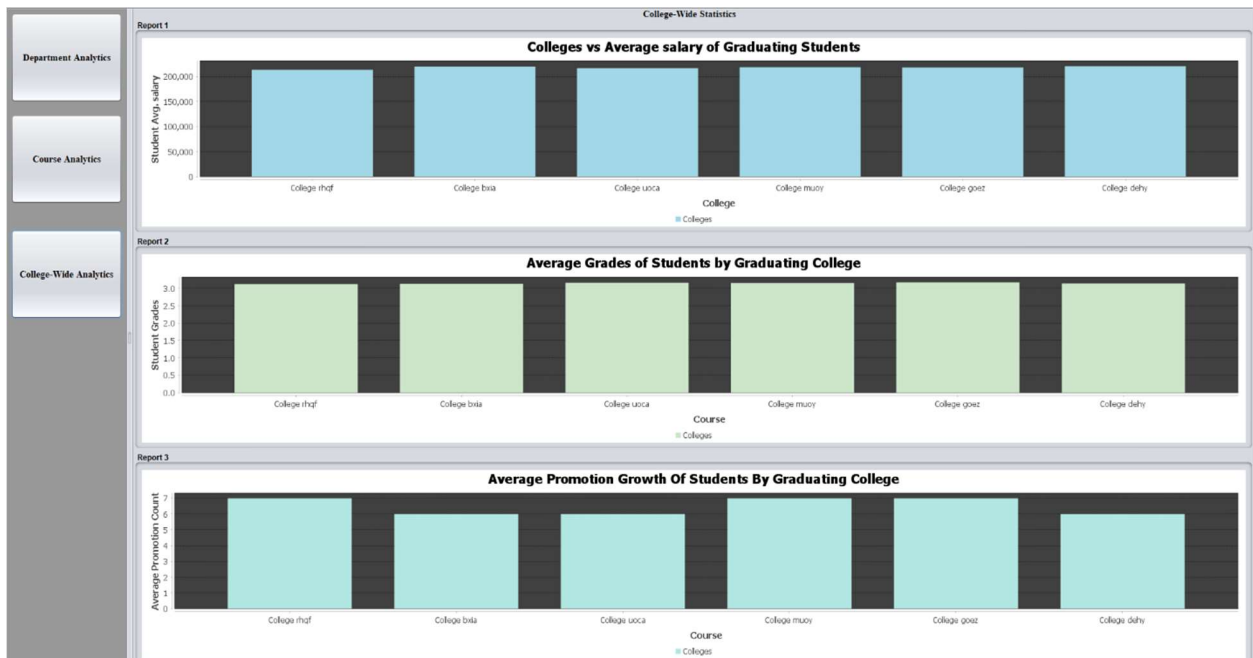 College-Wide Statistics
Department Analytics
Course Analytics
College-Wide Analytics
Report 1
Colleges vs Average salary of Graduating Students
Student Avg. salary
200,000
150,000
100,000
50,000
0
College rhqf College bxia College uoca College muoy College goez College dehy
College
Colleges
Report 2
Average Grades of Students by Graduating College
Student Grades
3.0
2.5
2.0
1.5
1.0
0.5
0.0
College rhqf College bxia College uoca College muoy College goez College dehy
Course
Colleges
Report 3
Average Promotion Growth Of Students By Graduating College
Average Promotion Count
7
6
5
4
3
2
1
0
College rhqf College bxia College uoca College muoy College goez College dehy
Course
Colleges